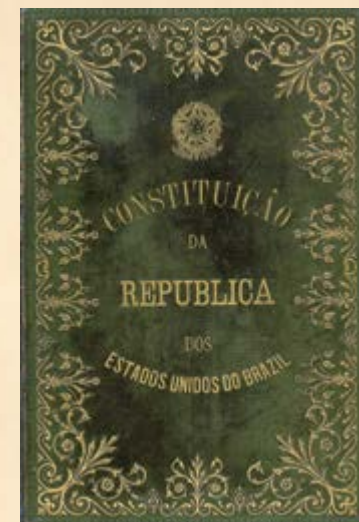 CONSTITUIÇÃO
DA
REPUBLICA
DOS
ESTADOS UNIDOS DO BRAZIL